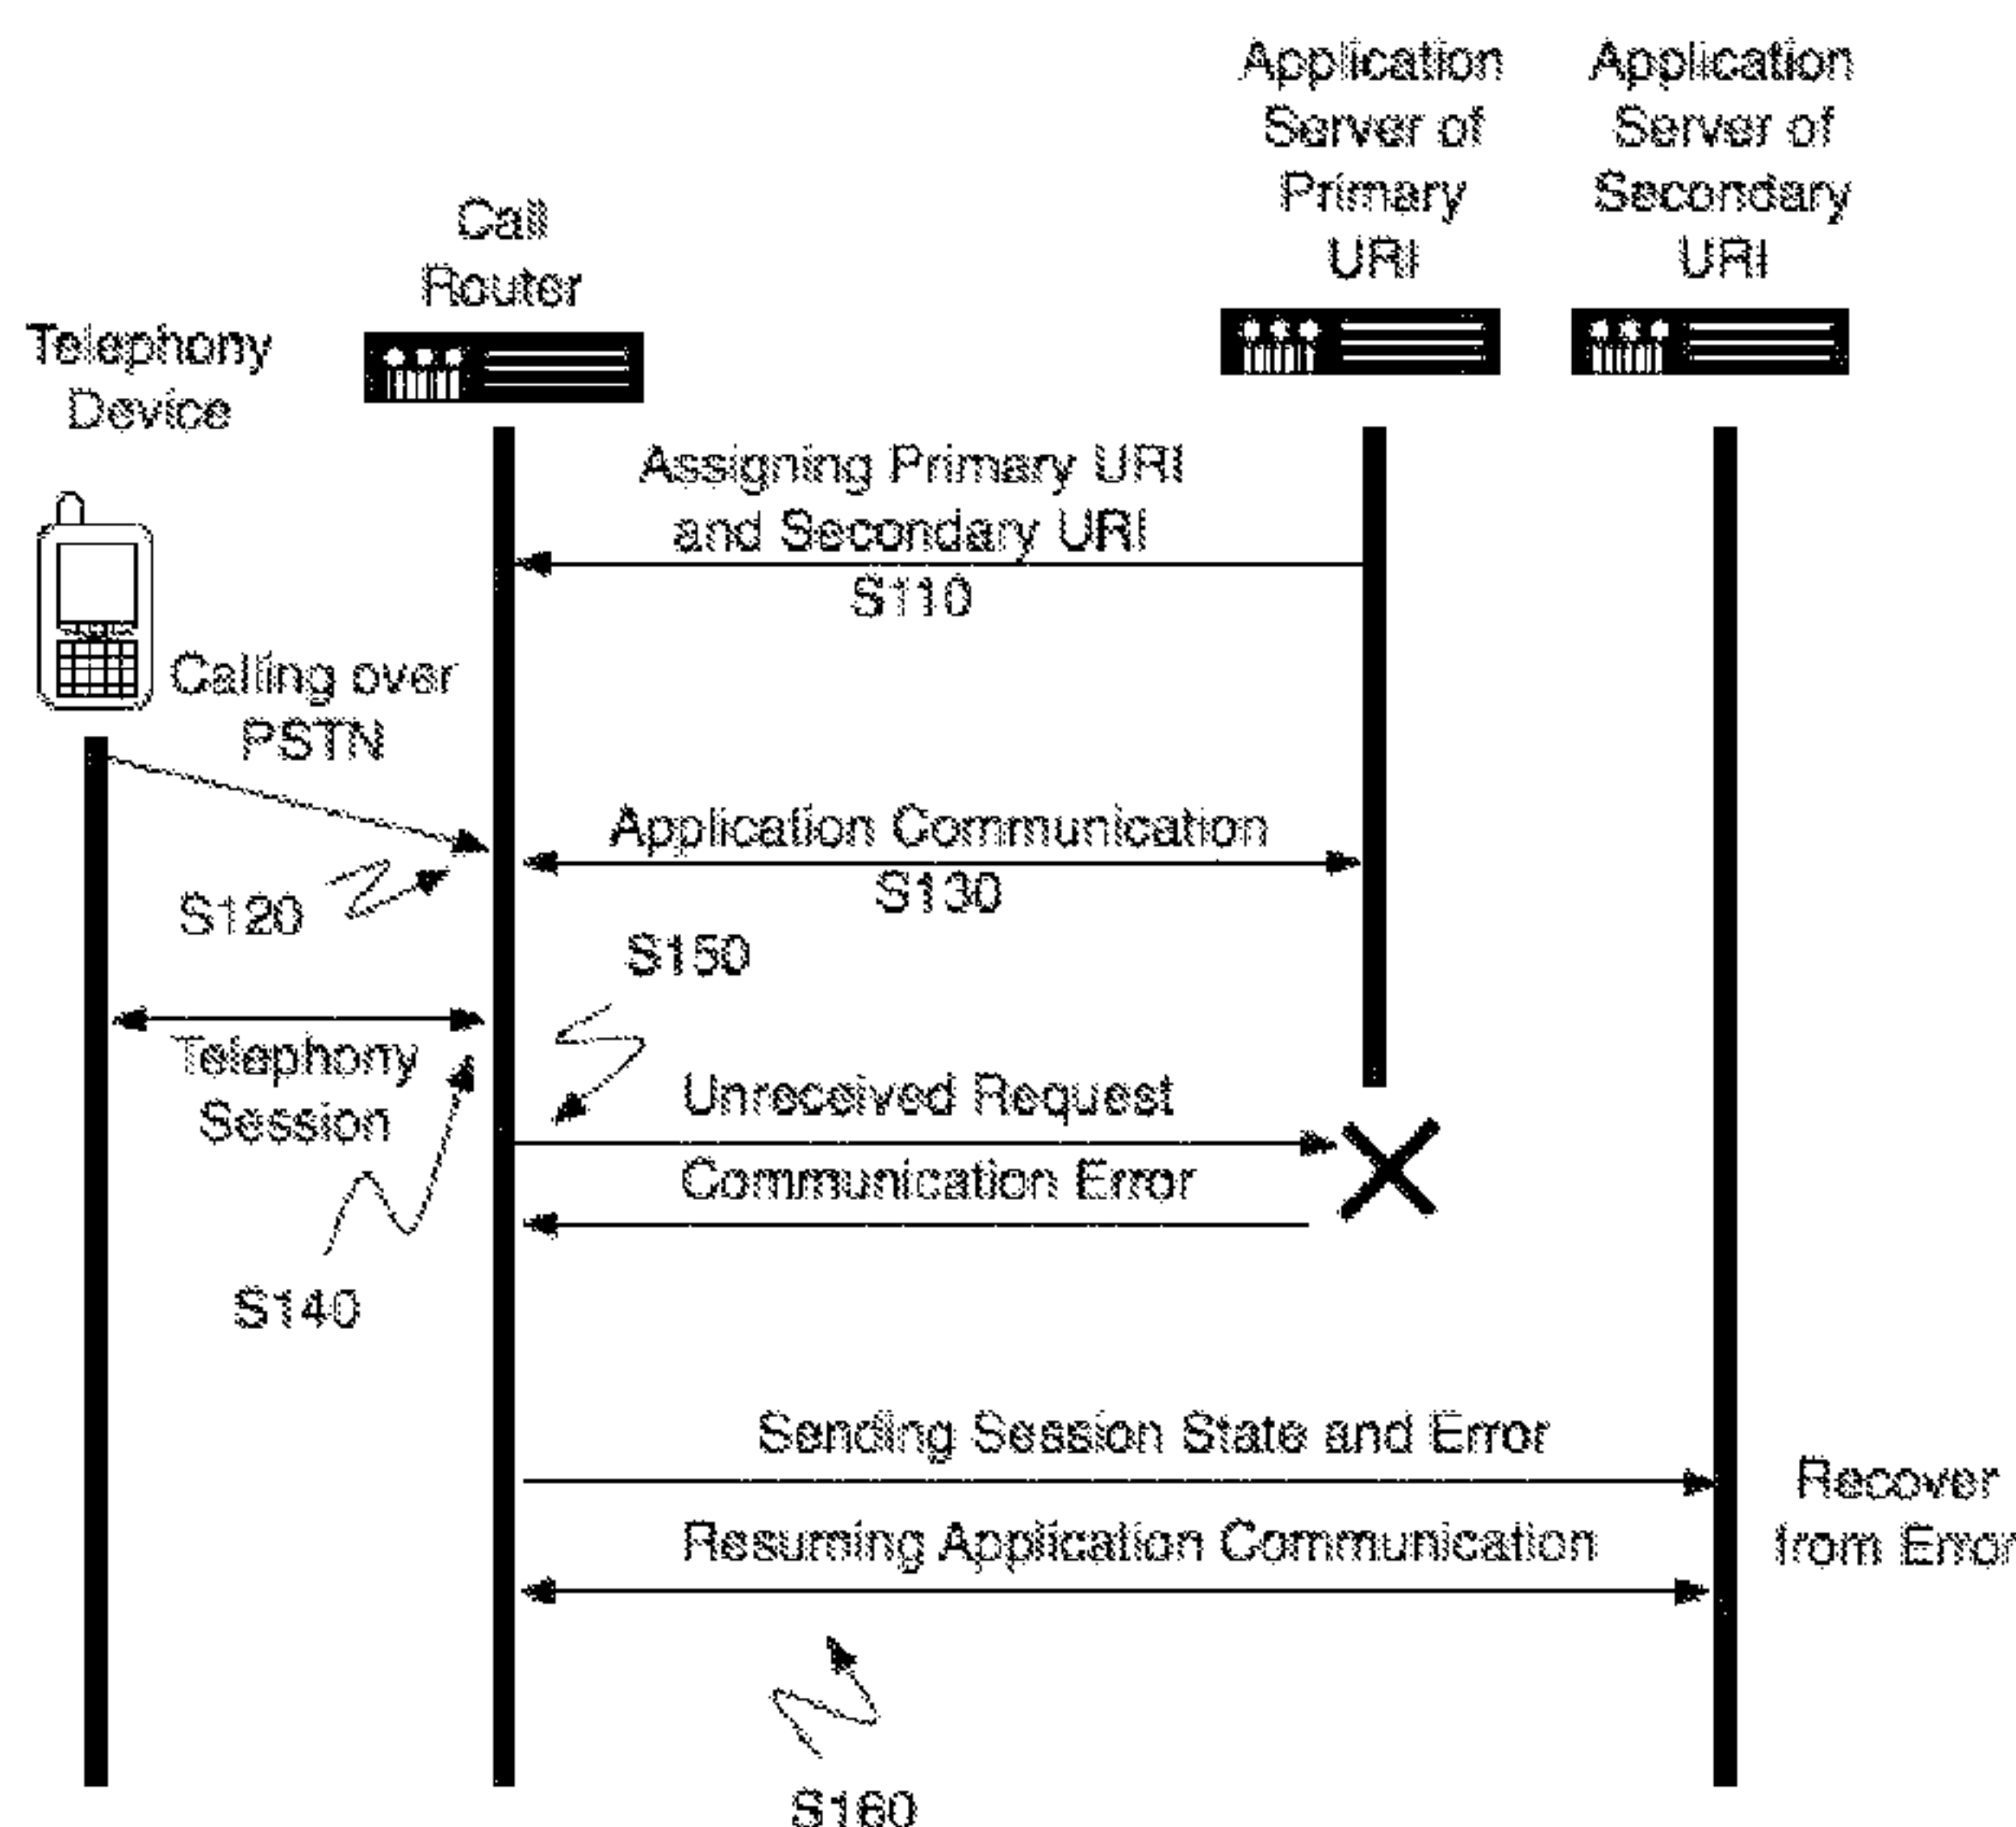 Application
Server of
Primary
URI
Application
Server of
Secondary
URI
Call
Router
Telephony
Device
Assigning Primary URI
and Secondary URI
S110
Calling over
PSTN
Application Communication
S130
S120
S150
Telephony
Session
Unreceived Request
Communication Error
S140
Sending Session State and Error
Recover
from Error
Resuming Application Communication
S160